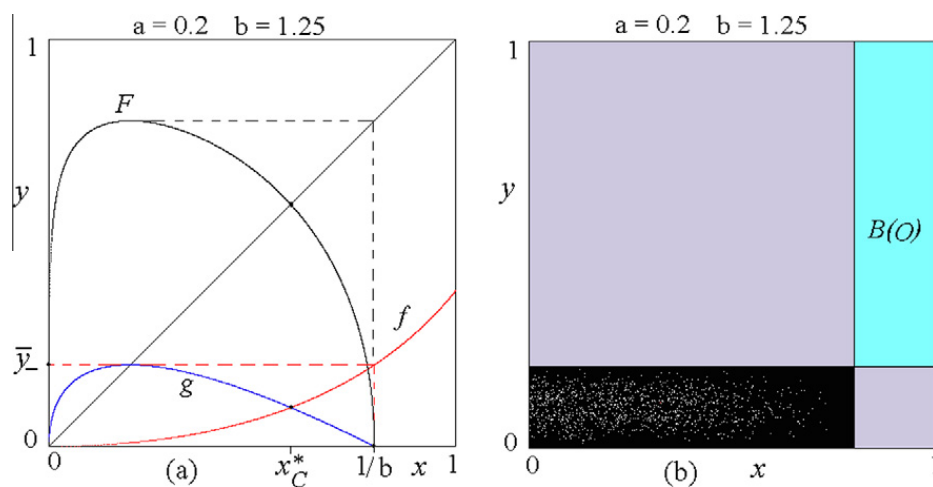 a = 0.2 b = 1.25
1
F
y
f
y̅_
g
0
0
(a)
x*C
1/b
x
1
a = 0.2 b = 1.25
1
y
B(O)
0
0
x
(b)